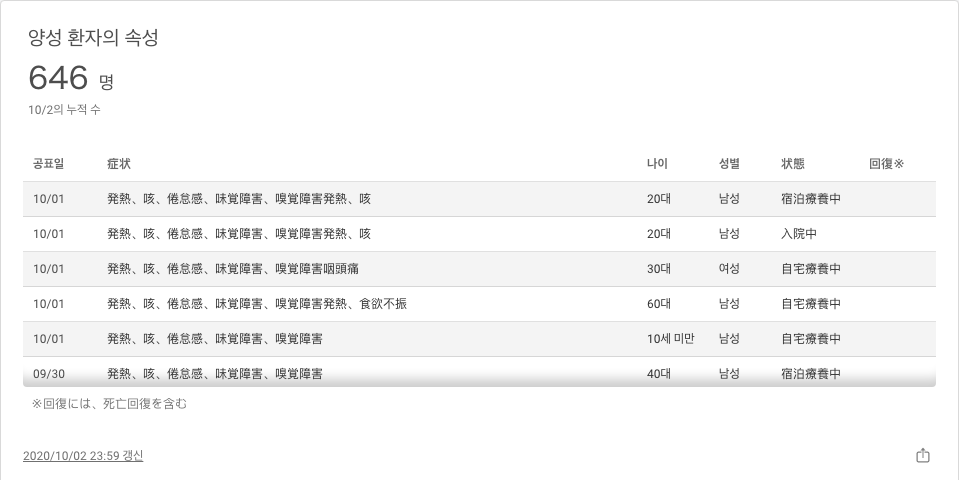 양성 환자의 속성
646 명
10/2의 누적 수
공표일 症状 나이 성별 状態 回復※
10/01 発熱、咳、倦怠感、味覚障害、嗅覚障害発熱、咳 20대 남성 宿泊療養中
10/01 発熱、咳、倦怠感、味覚障害、嗅覚障害発熱、咳 20대 남성 入院中
10/01 発熱、咳、倦怠感、味覚障害、嗅覚障害咽頭痛 30대 여성 自宅療養中
10/01 発熱、咳、倦怠感、味覚障害、嗅覚障害発熱、食欲不振 60대 남성 自宅療養中
10/01 発熱、咳、倦怠感、味覚障害、嗅覚障害 10세 미만 남성 自宅療養中
09/30 発熱、咳、倦怠感、味覚障害、嗅覚障害 40대 남성 宿泊療養中
※回復には、死亡回復を含む
2020/10/02 23:59 갱신